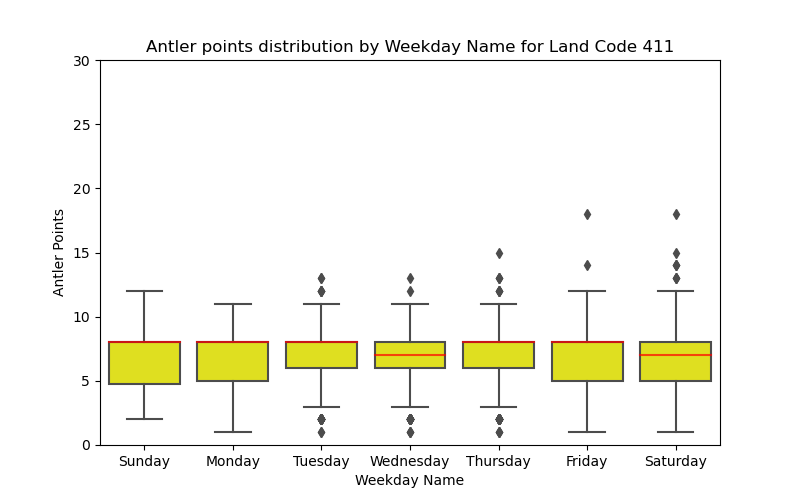 Antler points distribution by Weekday Name for Land Code 411
30
25
20
15
10
5
0
Antler Points
Sunday Monday Tuesday Wednesday Thursday Friday Saturday
Weekday Name